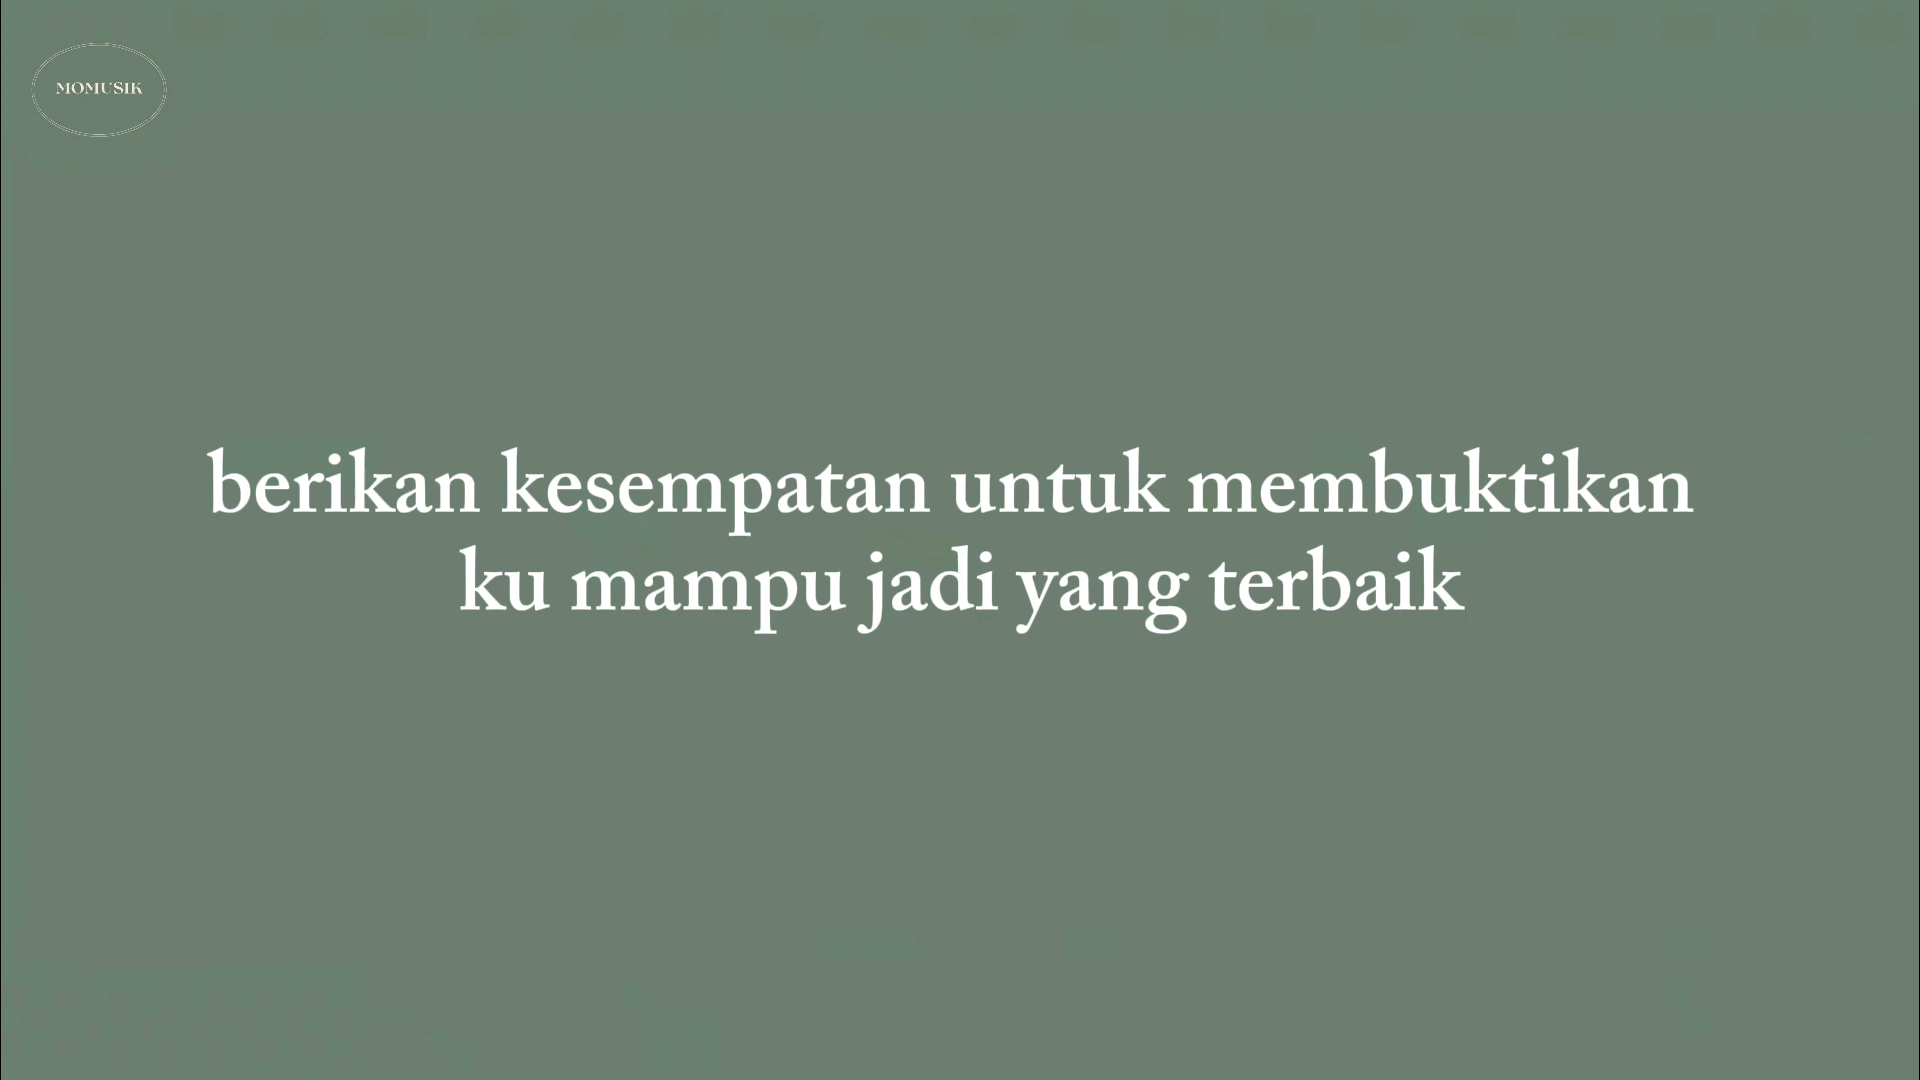 MOMUSIK
berikan kesempatan untuk membuktikan
ku mampu jadi yang terbaik